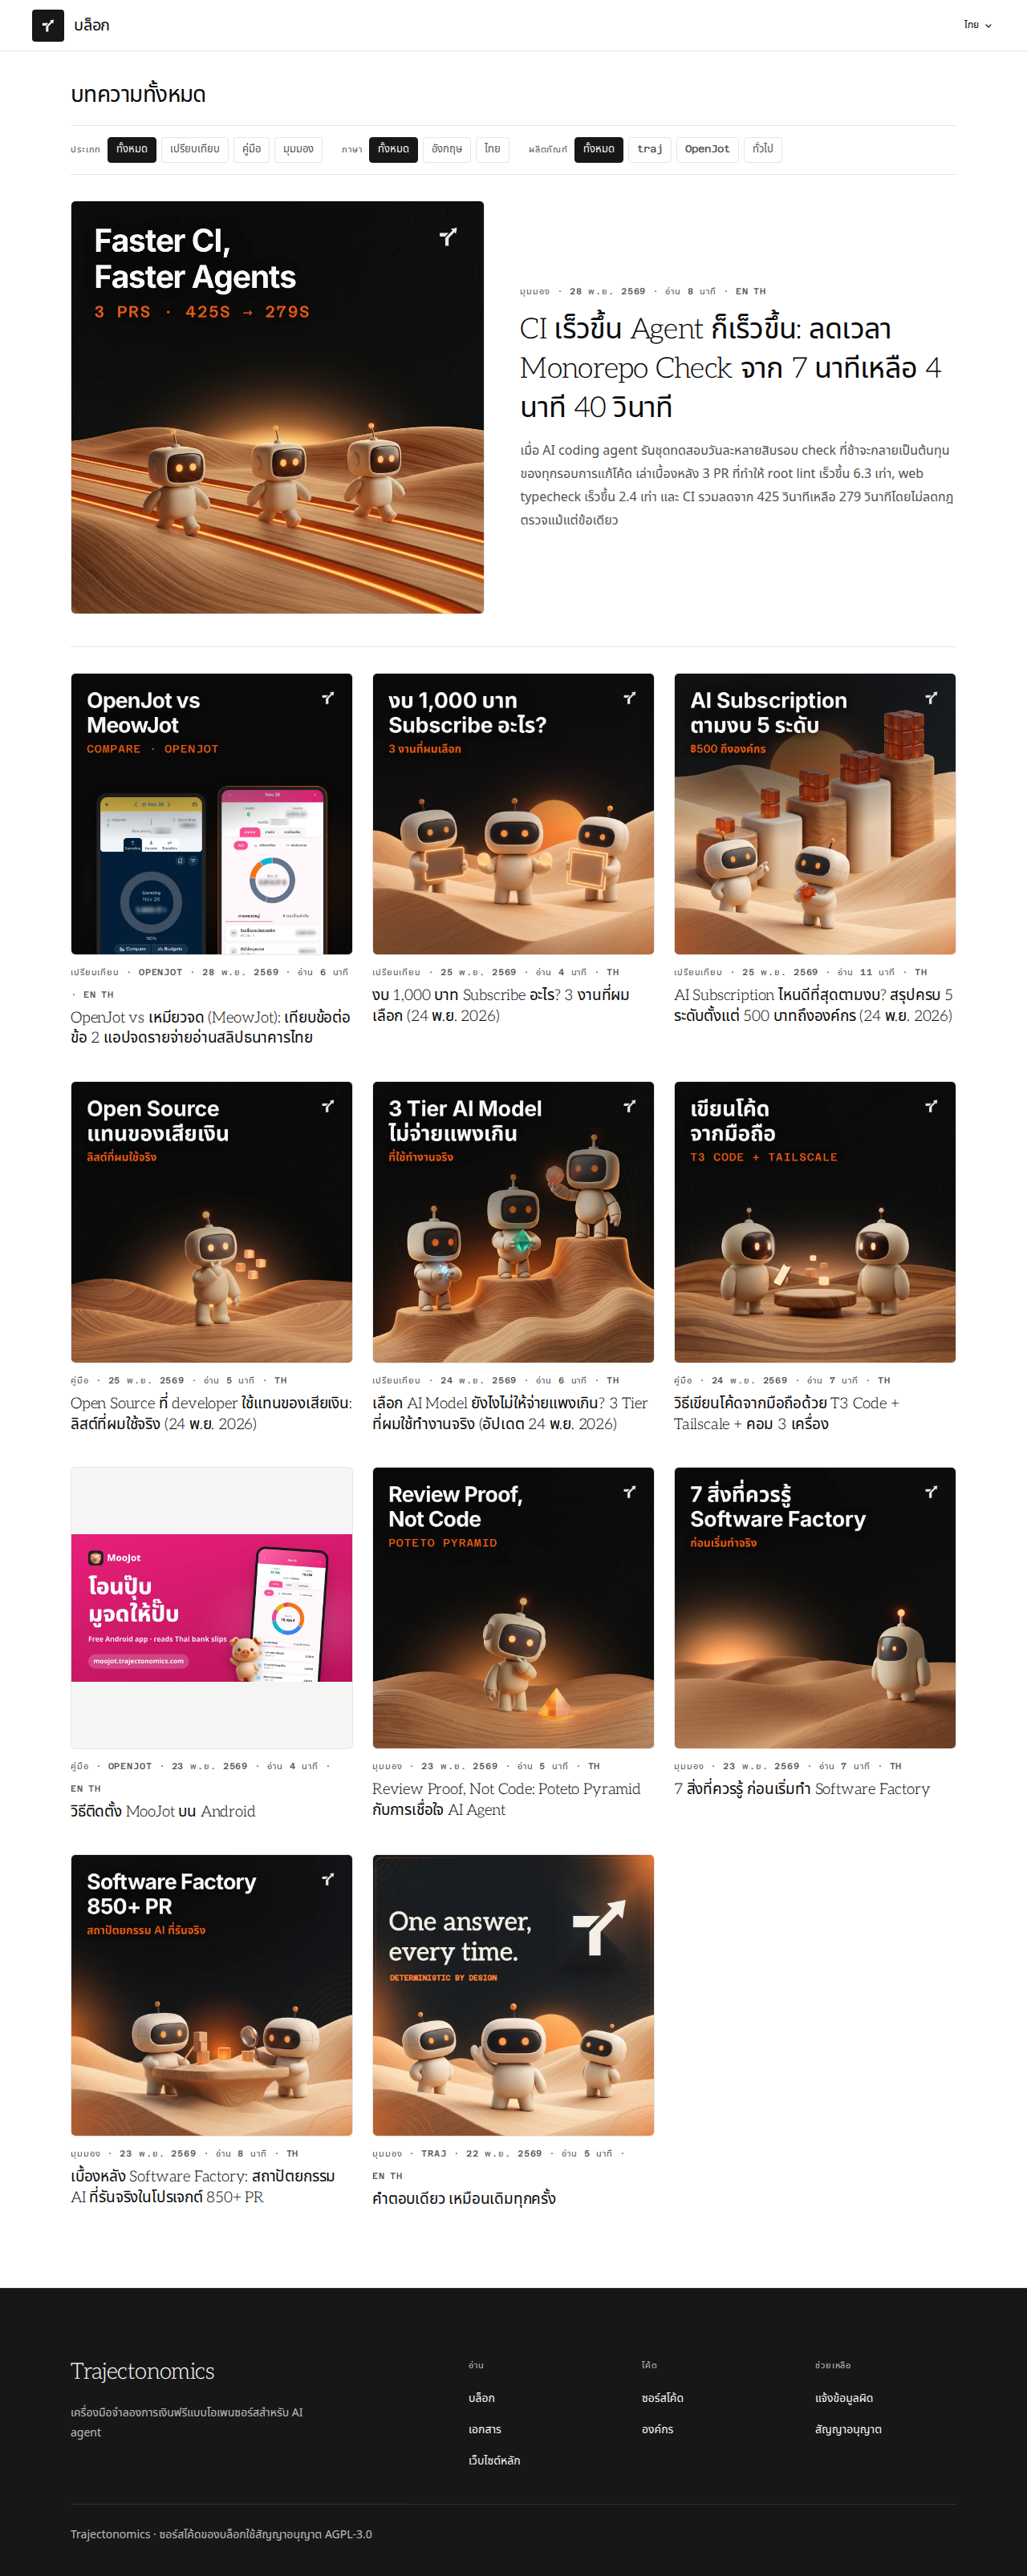 บล็อก
ไทย
บทความทั้งหมด
ประเภท ทั้งหมด เปรียบเทียบ คู่มือ มุมมอง ภาษา ทั้งหมด อังกฤษ ไทย ผลิตภัณฑ์ ทั้งหมด traj OpenJot ทั่วไป
Faster CI,
Faster Agents
3 PRS · 425S → 279S
มุมมอง · 28 พ.ย. 2569 · อ่าน 8 นาที · EN TH
CI เร็วขึ้น Agent ก็เร็วขึ้น: ลดเวลา
Monorepo Check จาก 7 นาทีเหลือ 4
นาที 40 วินาที
เมื่อ AI coding agent รันชุดทดสอบวันละหลายสิบรอบ check ที่ช้าจะกลายเป็นต้นทุน
ของทุกรอบการแก้โค้ด เล่าเบื้องหลัง 3 PR ที่ทำให้ root lint เร็วขึ้น 6.3 เท่า, web
typecheck เร็วขึ้น 2.4 เท่า และ CI รวมลดจาก 425 วินาทีเหลือ 279 วินาทีโดยไม่ลดกฎ
ตรวจแม้แต่ข้อเดียว
OpenJot vs
MeowJot
COMPARE · OPENJOT
เปรียบเทียบ · OPENJOT · 28 พ.ย. 2569 · อ่าน 6 นาที
· EN TH
OpenJot vs เหมียวจด (MeowJot): เทียบข้อต่อ
ข้อ 2 แอปจดรายจ่ายอ่านสลิปธนาคารไทย
งบ 1,000 บาท
Subscribe อะไร?
3 งานที่ผมเลือก
เปรียบเทียบ · 25 พ.ย. 2569 · อ่าน 4 นาที · TH
งบ 1,000 บาท Subscribe อะไร? 3 งานที่ผม
เลือก (24 พ.ย. 2026)
AI Subscription
ตามงบ 5 ระดับ
฿500 ถึงองค์กร
เปรียบเทียบ · 25 พ.ย. 2569 · อ่าน 11 นาที · TH
AI Subscription ไหนดีที่สุดตามงบ? สรุปครบ 5
ระดับตั้งแต่ 500 บาทถึงองค์กร (24 พ.ย. 2026)
Open Source
แทนของเสียเงิน
ลิสต์ที่ผมใช้จริง
คู่มือ · 25 พ.ย. 2569 · อ่าน 5 นาที · TH
Open Source ที่ developer ใช้แทนของเสียเงิน:
ลิสต์ที่ผมใช้จริง (24 พ.ย. 2026)
3 Tier AI Model
ไม่จ่ายแพงเกิน
ที่ใช้ทำงานจริง
เปรียบเทียบ · 24 พ.ย. 2569 · อ่าน 6 นาที · TH
เลือก AI Model ยังไงไม่ให้จ่ายแพงเกิน? 3 Tier
ที่ผมใช้ทำงานจริง (อัปเดต 24 พ.ย. 2026)
เขียนโค้ด
จากมือถือ
T3 CODE + TAILSCALE
คู่มือ · 24 พ.ย. 2569 · อ่าน 7 นาที · TH
วิธีเขียนโค้ดจากมือถือด้วย T3 Code +
Tailscale + คอม 3 เครื่อง
MooJot
โอนปุ๊บ
มูจดให้ปั๊บ
Free Android app · reads Thai bank slips
moojot.trajectonomics.com
คู่มือ · OPENJOT · 23 พ.ย. 2569 · อ่าน 4 นาที ·
EN TH
วิธีติดตั้ง MooJot บน Android
Review Proof,
Not Code
POTETO PYRAMID
มุมมอง · 23 พ.ย. 2569 · อ่าน 5 นาที · TH
Review Proof, Not Code: Poteto Pyramid
กับการเชื่อใจ AI Agent
7 สิ่งที่ควรรู้
Software Factory
ก่อนเริ่มทำจริง
มุมมอง · 23 พ.ย. 2569 · อ่าน 7 นาที · TH
7 สิ่งที่ควรรู้ ก่อนเริ่มทำ Software Factory
Software Factory
850+ PR
สถาปัตยกรรม AI ที่รันจริง
มุมมอง · 23 พ.ย. 2569 · อ่าน 8 นาที · TH
เบื้องหลัง Software Factory: สถาปัตยกรรม
AI ที่รันจริงในโปรเจกต์ 850+ PR
One answer,
every time.
DETERMINISTIC BY DESIGN
มุมมอง · TRAJ · 22 พ.ย. 2569 · อ่าน 5 นาที ·
EN TH
คำตอบเดียว เหมือนเดิมทุกครั้ง
Trajectonomics
เครื่องมือจำลองการเงินฟรีแบบโอเพนซอร์สสำหรับ AI
agent
อ่าน
บล็อก
เอกสาร
เว็บไซต์หลัก
โค้ด
ซอร์สโค้ด
องค์กร
ช่วยเหลือ
แจ้งข้อมูลผิด
สัญญาอนุญาต
Trajectonomics · ซอร์สโค้ดของบล็อกใช้สัญญาอนุญาต AGPL-3.0